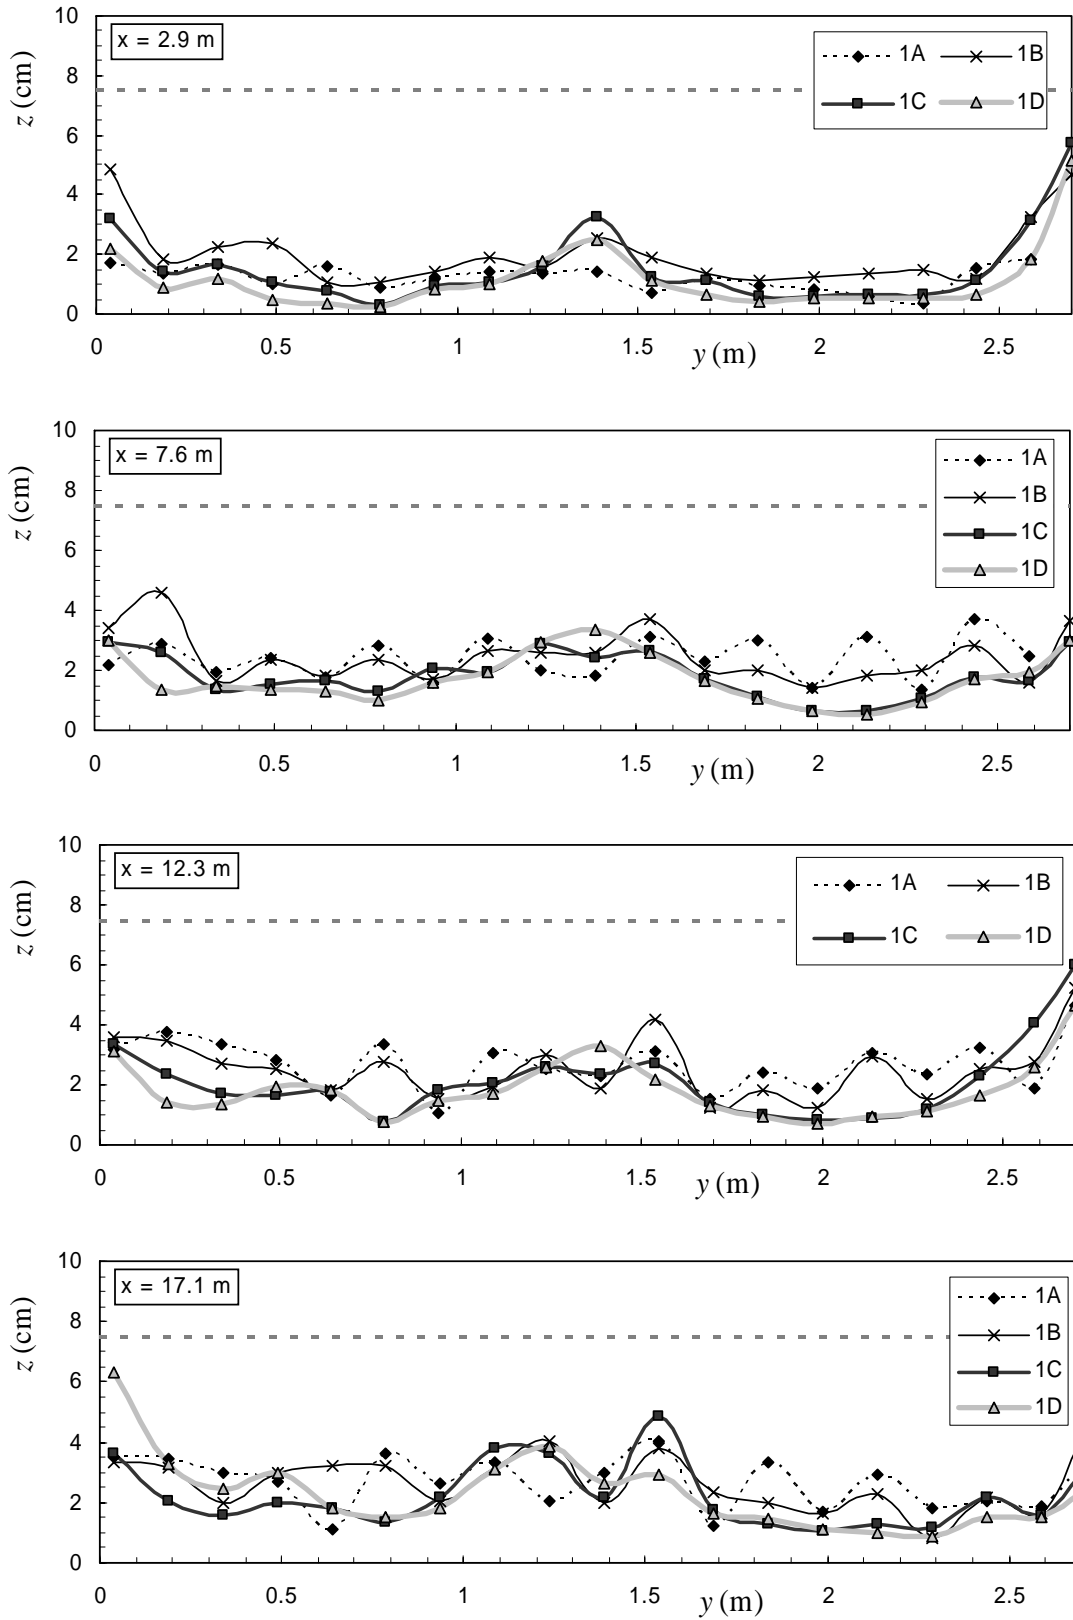 10
8
6
4
2
0
z (cm)
x = 2.9 m
1A 1B
1C 1D
0 0.5 1 1.5 2 2.5
y (m)
10
8
6
4
2
0
z (cm)
x = 7.6 m
1A
1B
1C
1D
0 0.5 1 1.5 2 2.5
y (m)
10
8
6
4
2
0
z (cm)
x = 12.3 m
1A 1B
1C 1D
0 0.5 1 1.5 2 2.5
y (m)
10
8
6
4
2
0
z (cm)
x = 17.1 m
1A
1B
1C
1D
0 0.5 1 1.5 2 2.5
y (m)